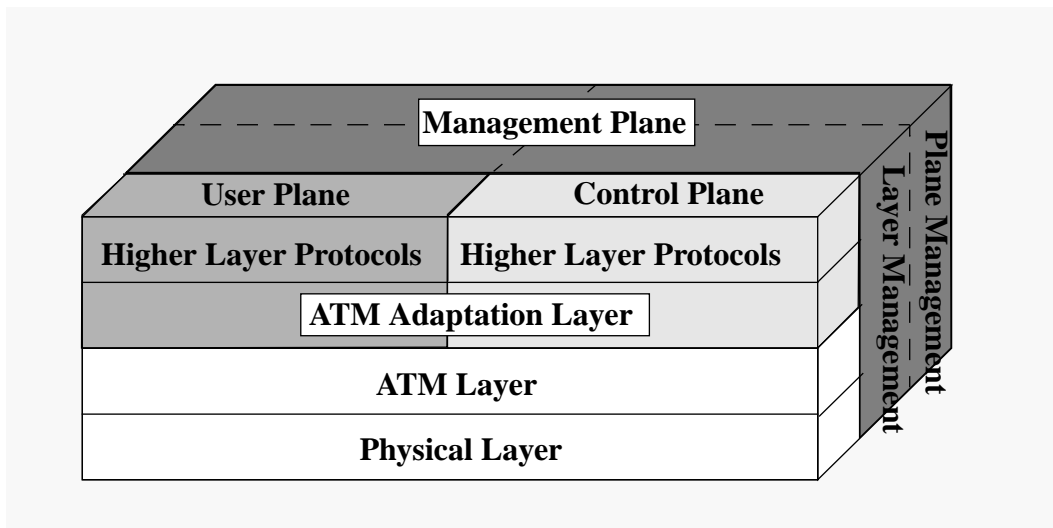 Management Plane
User Plane
Control Plane
Higher Layer Protocols
Higher Layer Protocols
ATM Adaptation Layer
ATM Layer
Physical Layer
Layer Management
Plane Management